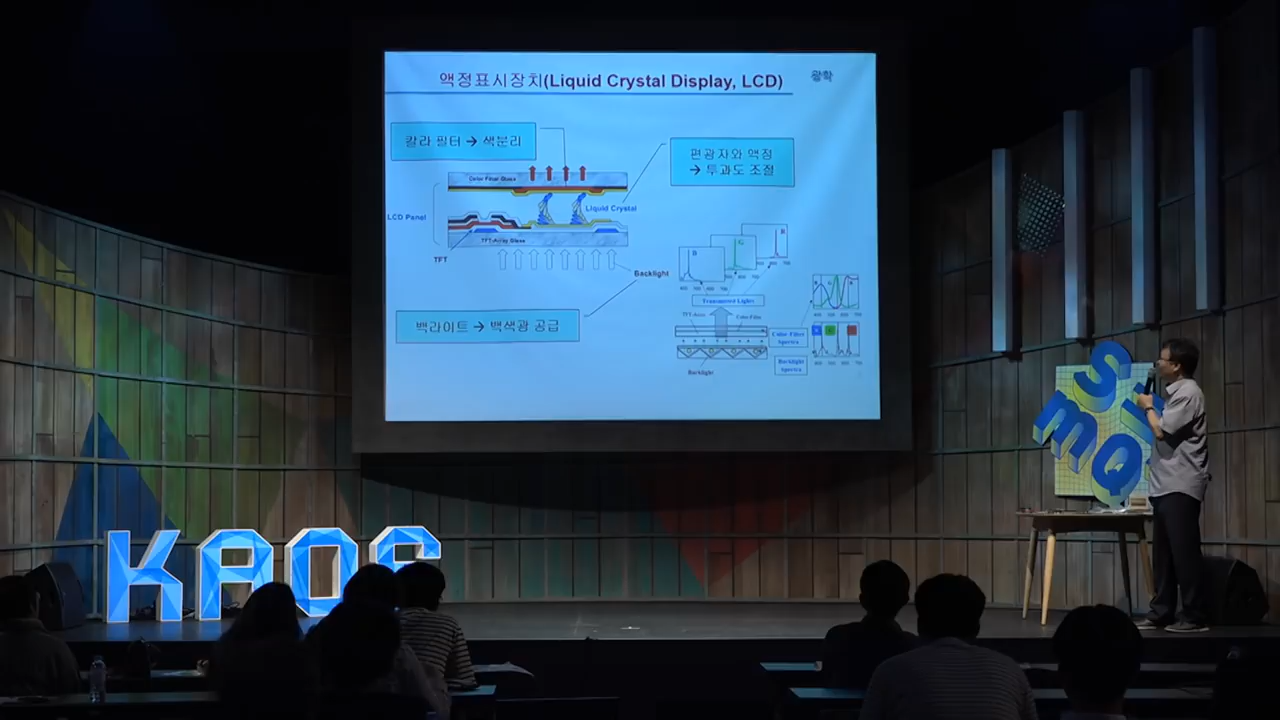 액정표시장치(Liquid Crystal Display, LCD)
광학
칼라 필터 → 색분리
편광자와 액정
→ 투과도 조절
Color Filter Glass
LCD Panel
Liquid Crystal
TFT-Array Glass
TFT
Backlight
백라이트 → 백색광 공급
B
G
R
Transmitted Lights
TFT-Array
Color Filter
Color-Filter
Spectra
Backlight
Spectra
Backlight
KAOS
S
MQ